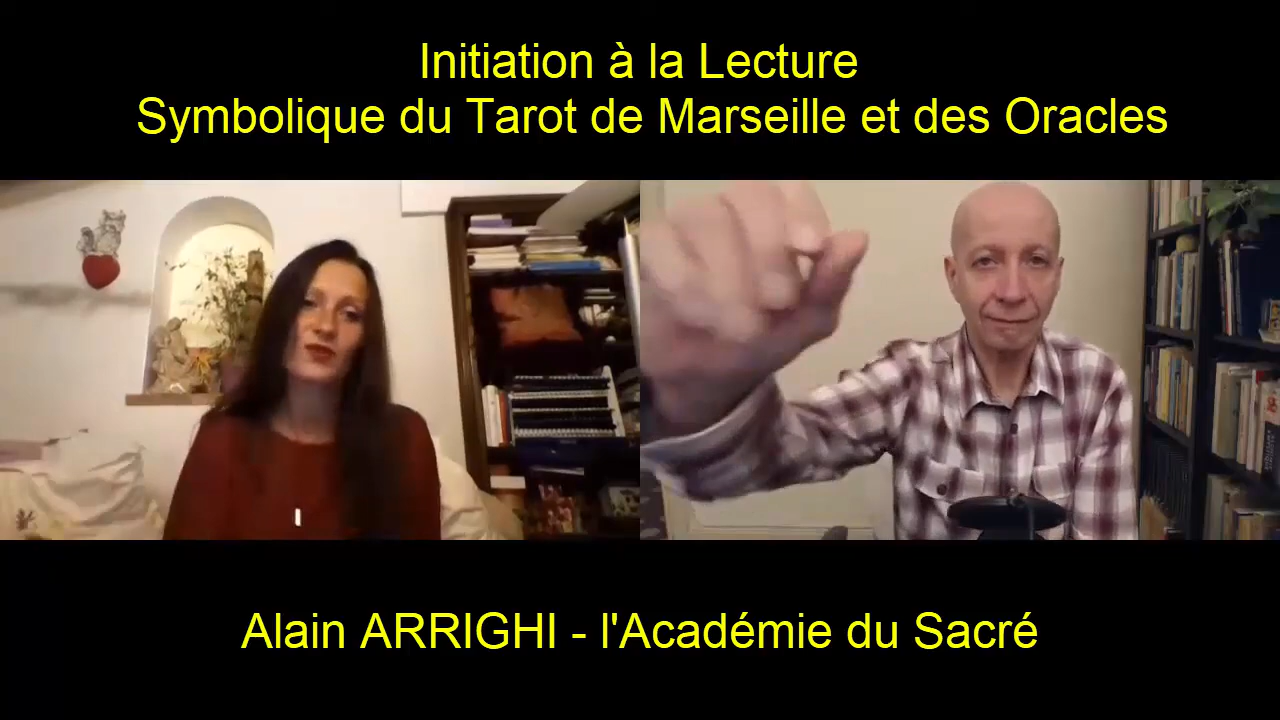 Initiation à la Lecture
Symbolique du Tarot de Marseille et des Oracles
Alain ARRIGHI - l'Académie du Sacré